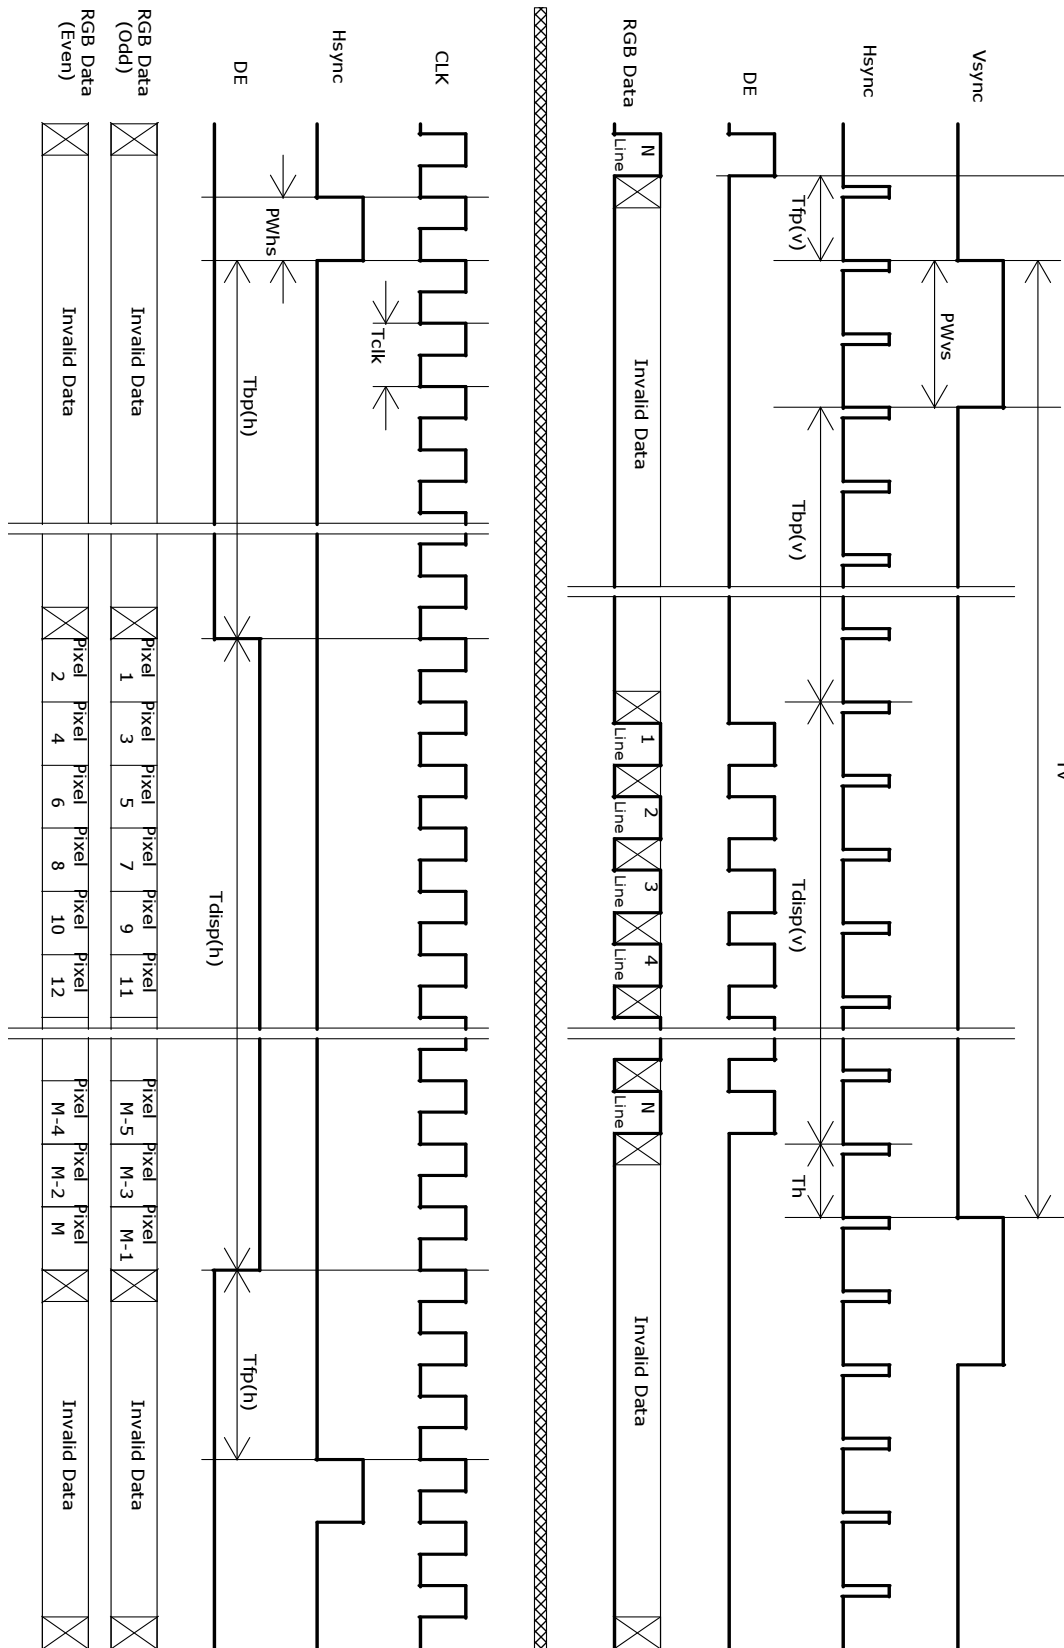 Vsync
Tv
Hsync
PWvs
Tfp(v)
Tbp(v)
Tdisp(v)
Th
DE
RGB Data
N
Line
Invalid Data
1
Line
2
Line
3
Line
4
Line
N
Line
Invalid Data
CLK
Tclk
Hsync
PWhs
DE
Tbp(h)
Tdisp(h)
Tfp(h)
RGB Data
(Odd)
Invalid Data
Pixel Pixel Pixel Pixel Pixel Pixel Pixel Pixel Pixel
1 3 5 7 9 11 M-5 M-3 M-1
Invalid Data
RGB Data
(Even)
Invalid Data
Pixel Pixel Pixel Pixel Pixel Pixel Pixel Pixel Pixel
2 4 6 8 10 12 M-4 M-2 M
Invalid Data